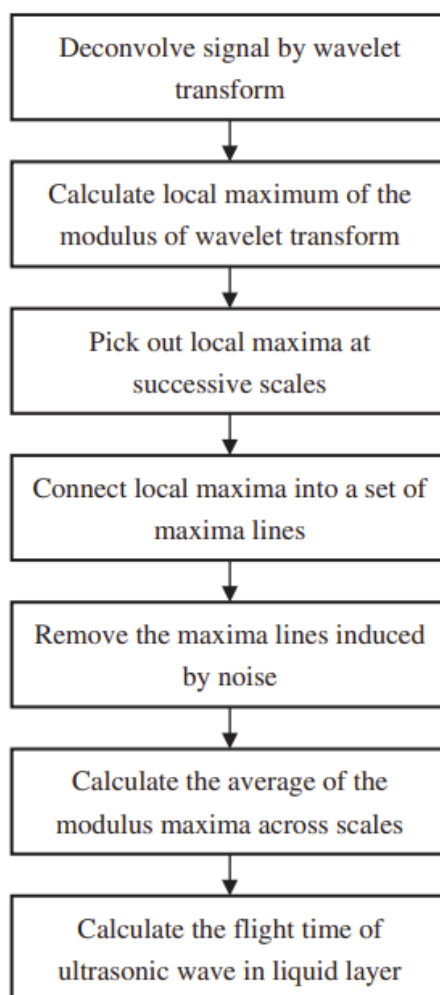 Deconvolve signal by wavelet
transform
Calculate local maximum of the
modulus of wavelet transform
Pick out local maxima at
successive scales
Connect local maxima into a set of
maxima lines
Remove the maxima lines induced
by noise
Calculate the average of the
modulus maxima across scales
Calculate the flight time of
ultrasonic wave in liquid layer